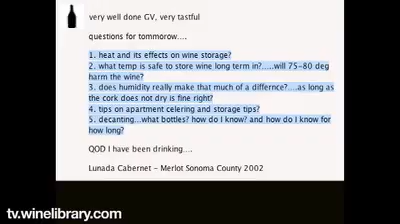 very well done GV, very tastful
questions for tommorow....
1. heat and its effects on wine storage?
2. what temp is safe to store wine long term in?.....will 75-80 deg
harm the wine?
3. does humidity really make that much of a differnce?....as long as
the cork does not dry is fine right?
4. tips on apartment celering and storage tips?
5. decanting...what bottles? how do I know? and how do I know for
how long?
QOD I have been drinking....
Lunada Cabernet - Merlot Sonoma County 2002
tv.winelibrary.com